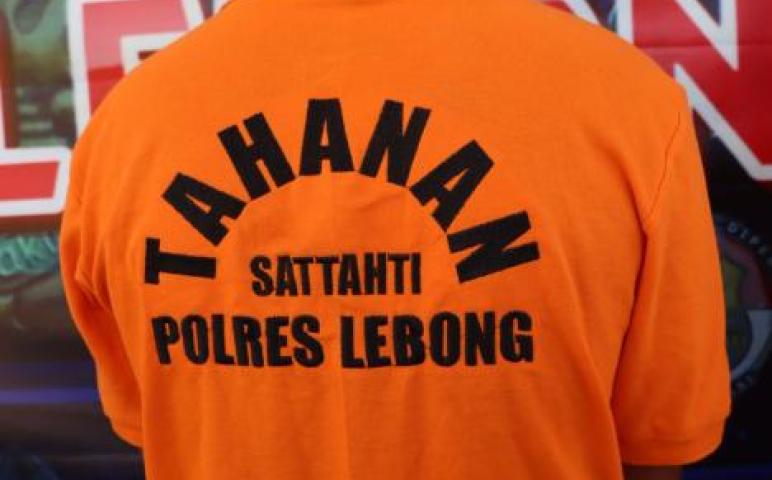 TAHANAN
SATTAHTI
POLRES LEBONG